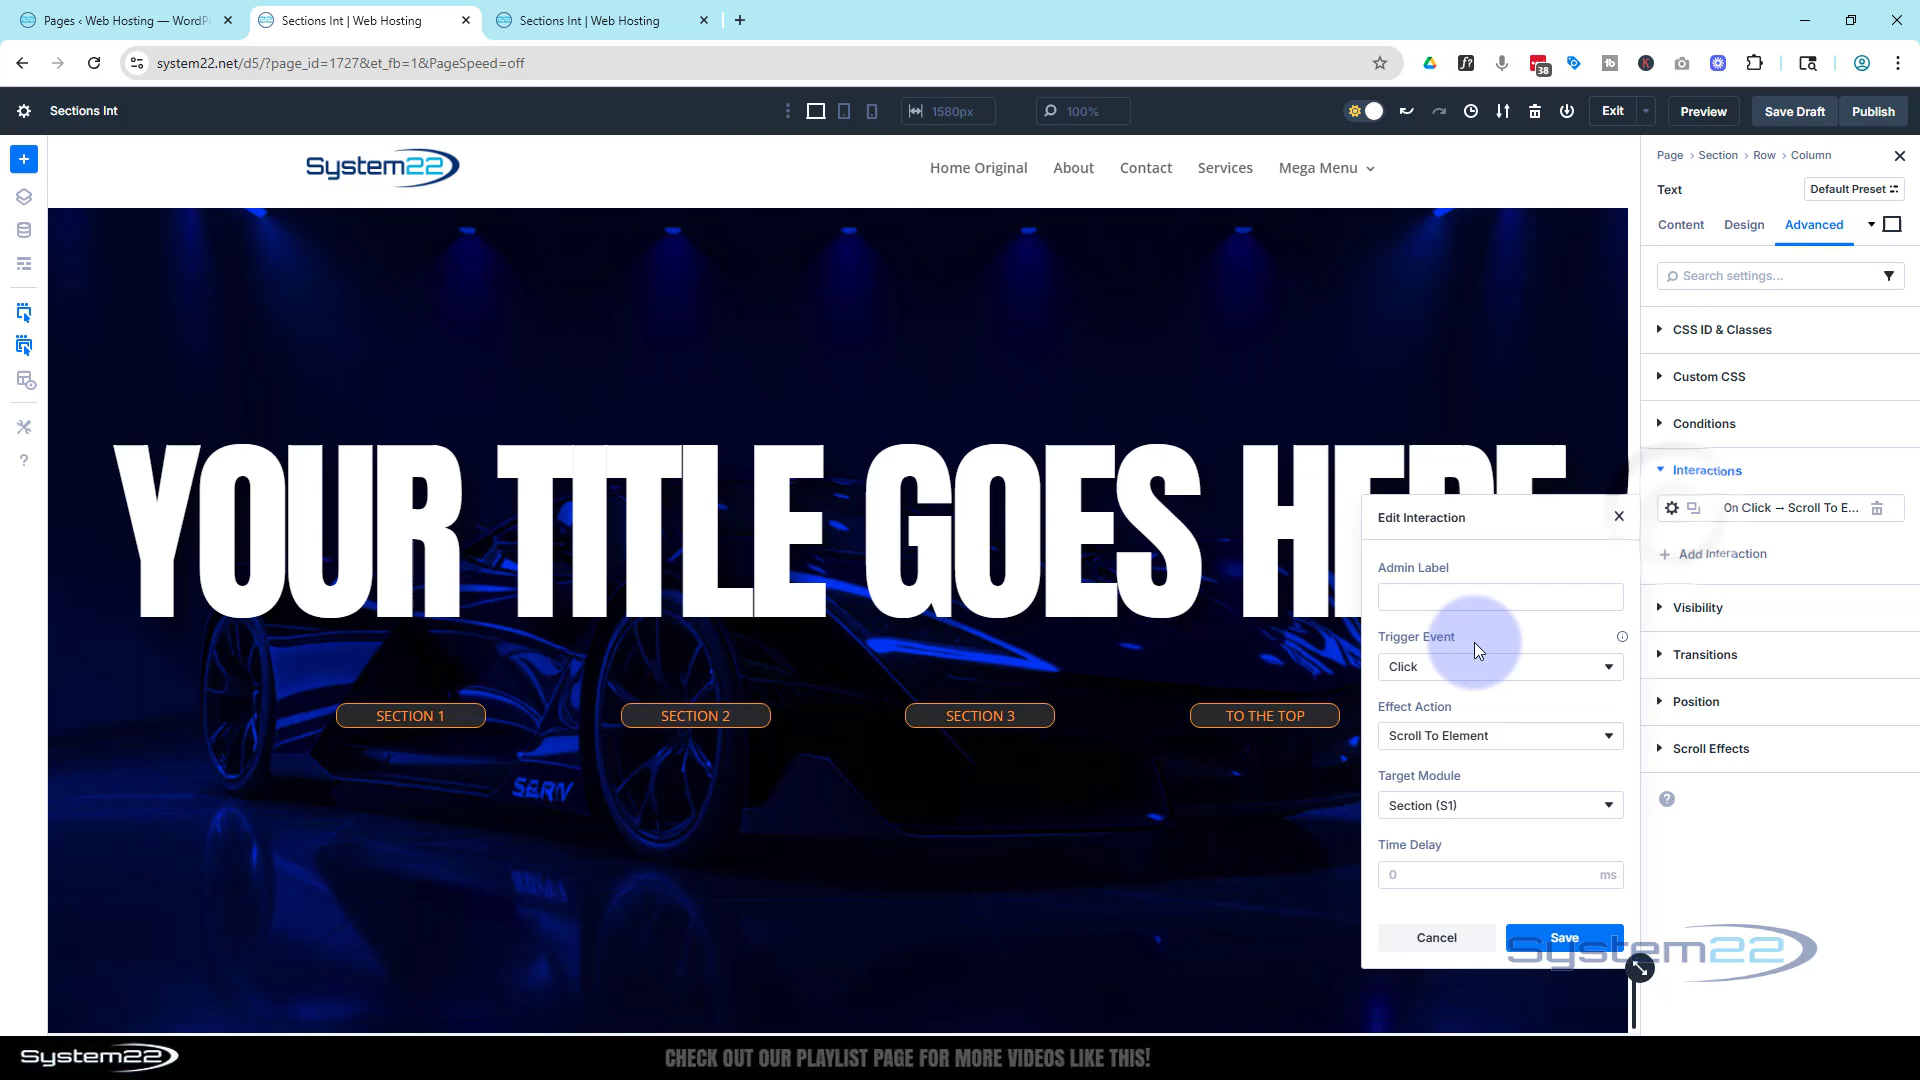 Pages ‹ Web Hosting — WordP
Sections Int | Web Hosting
Sections Int | Web Hosting
system22.net/d5/?page_id=1727&et_fb=1&PageSpeed=off
38
Sections Int
1580px
100%
Exit
Preview
Save Draft
Publish
System22
Home Original
About
Contact
Services
Mega Menu
Page › Section › Row › Column
Text
Default Preset
Content
Design
Advanced
Search settings...
CSS ID & Classes
Custom CSS
Conditions
Interactions
On Click → Scroll To E...
+ Add Interaction
Visibility
Transitions
Position
Scroll Effects
YOUR TITLE GOES HERE
SECTION 1
SECTION 2
SECTION 3
TO THE TOP
Edit Interaction
Admin Label
Trigger Event
Click
Effect Action
Scroll To Element
Target Module
Section (S1)
Time Delay
0
ms
Cancel
Save
System22
System22
CHECK OUT OUR PLAYLIST PAGE FOR MORE VIDEOS LIKE THIS!